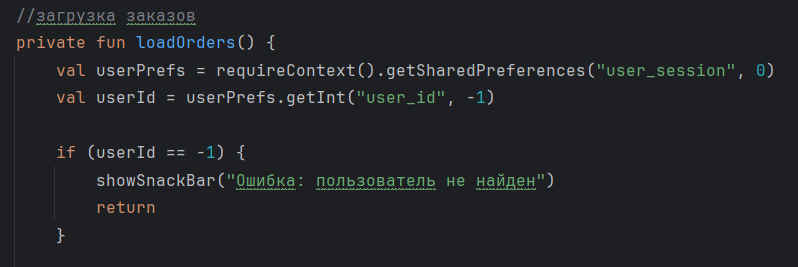 //загрузка заказов
private fun loadOrders() {
val userPrefs = requireContext().getSharedPreferences("user_session", 0)
val userId = userPrefs.getInt("user_id", -1)
if (userId == -1) {
showSnackBar("Ошибка: пользователь не найден")
return
}